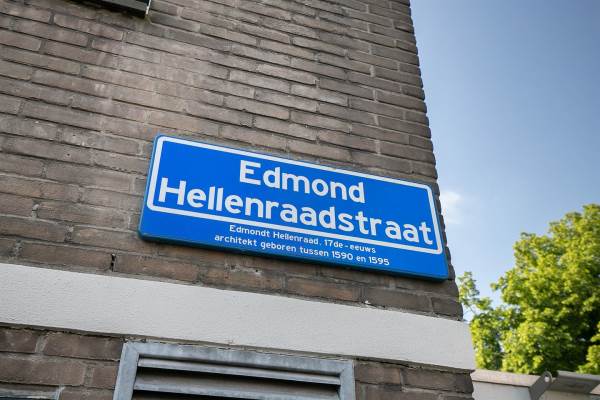 Edmond
Hellenraadstraat
Edmondt Hellenraad, 17de-eeuws
architekt geboren tussen 1590 en 1595